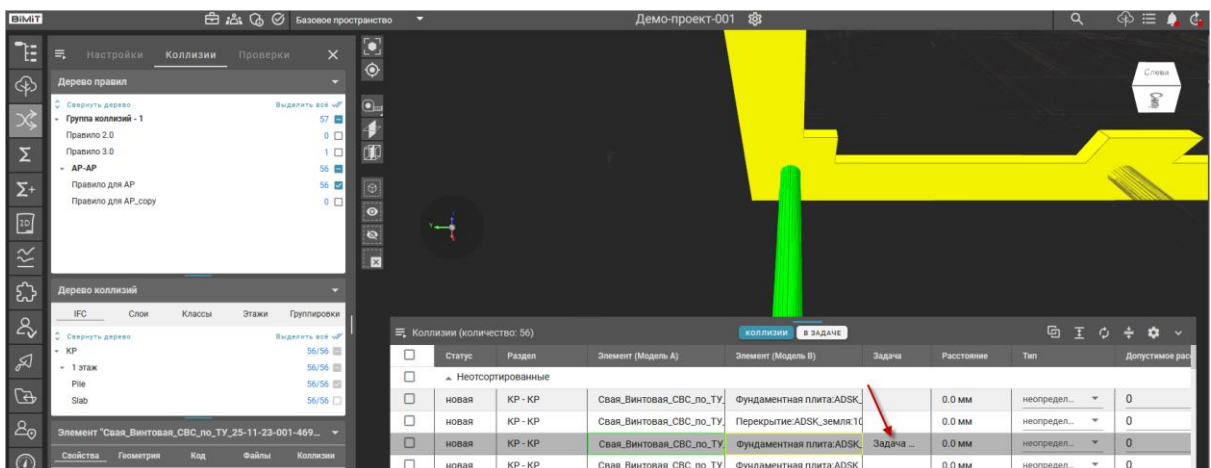 BIMIT Базовое пространство Демо-проект-001
Настройки Коллизии Проверки
Дерево правил
Свернуть дерево Выделить всё
Группа коллизий - 1 57
Правило 2.0 0
Правило 3.0 1
АР-АР 56
Правило для АР 56
Правило для АР_copy 0
Слева
Z
Y
Дерево коллизий
IFC Слои Классы Этажи Группировки
Свернуть дерево Выделить всё
КР 56/56
1 этаж 56/56
Pile 56/56
Slab 56/56
Элемент "Свая_Винтовая_СВС_по_ТУ_25-11-23-001-469...
Свойства Геометрия Код Файлы Коллизии
Коллизии (количество: 56) КОЛЛИЗИИ В ЗАДАЧЕ
Статус Раздел Элемент (Модель А) Элемент (Модель В) Задача Расстояние Тип Допустимое рас
Неотсортированные
новая КР - КР Свая_Винтовая_СВС_по_ТУ_ Фундаментная плита:ADSK_ 0.0 мм неопредел... 0
новая КР - КР Свая_Винтовая_СВС_по_ТУ_ Перекрытие:ADSK_земля:10 0.0 мм неопредел... 0
новая КР - КР Свая_Винтовая_СВС_по_ТУ_ Фундаментная плита:ADSK_ Задача ... 0.0 мм неопредел... 0
новая КР - КР Свая_Винтовая_СВС_по_ТУ Фундаментная плита:ADSK 0.0 мм неопредел... 0